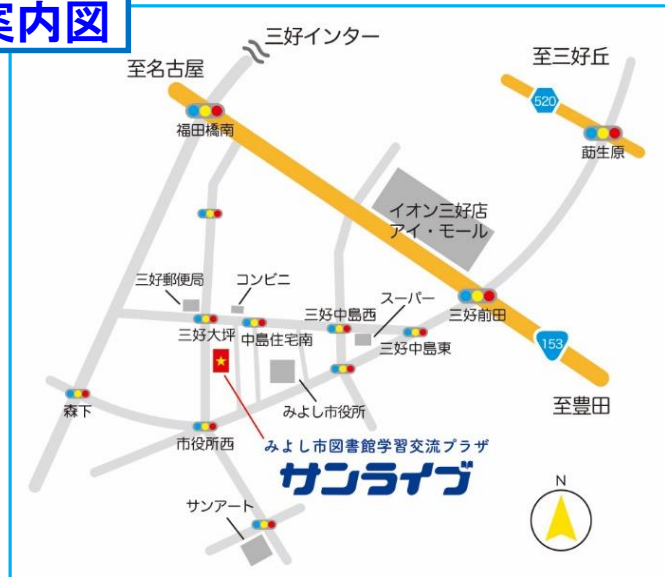 案内図
三好インター
至名古屋
至三好丘
520
福田橋南
莇生原
イオン三好店
アイ・モール
三好郵便局
コンビニ
三好中島西
スーパー
三好前田
三好大坪
中島住宅南
三好中島東
153
至豊田
森下
みよし市役所
市役所西
みよし市図書館学習交流プラザ
サンライブ
サンアート
N